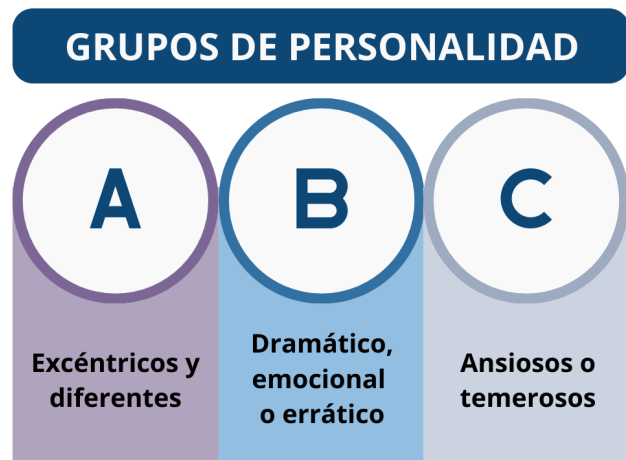 GRUPOS DE PERSONALIDAD
A
B
C
Excéntricos y
diferentes
Dramático,
emocional
o errático
Ansiosos o
temerosos